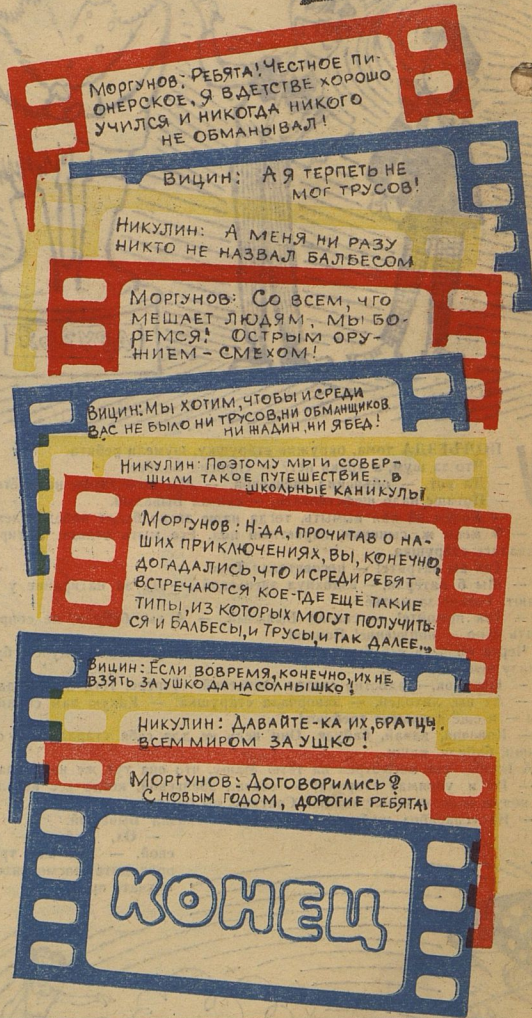 Моргунов: Ребята! Честное пи-
онерское, я в детстве хорошо
учился и никогда никого
не обманывал!
Вицин: А я терпеть не
мог трусов!
Никулин: А меня ни разу
никто не назвал балбесом
Моргунов: Со всем, что
мешает людям, мы бо-
ремся! Острым ору-
жием – смехом!
Вицин: Мы хотим, чтобы и среди
вас не было ни трусов, ни обманщиков
ни жадин, ни ябед!
Никулин: Поэтому мы и совер-
шили такое путешествие... в
школьные каникулы
Моргунов: Н-да, прочитав о на-
ших приключениях, вы, конечно,
догадались, что и среди ребят
встречаются кое-где ещё такие
типы, из которых могут получить-
ся и Балбесы, и Трусы, и так далее...
Вицин: Если вовремя, конечно, их не
взять за ушко да на солнышко!
Никулин: Давайте-ка их, братцы,
всем миром за ушко!
Моргунов: Договорились?
С новым годом, дорогие ребята!
КОНЕЦ